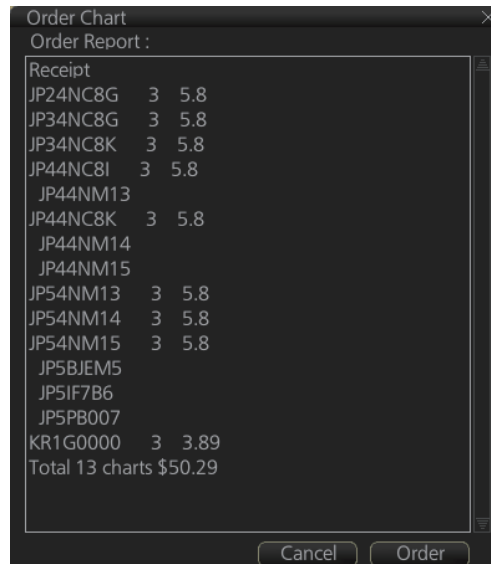 Order Chart
Order Report :
Receipt
JP24NC8G 3 5.8
JP34NC8G 3 5.8
JP34NC8K 3 5.8
JP44NC8I 3 5.8
JP44NM13
JP44NC8K 3 5.8
JP44NM14
JP44NM15
JP54NM13 3 5.8
JP54NM14 3 5.8
JP54NM15 3 5.8
JP5BJEM5
JP5IF7B6
JP5PB007
KR1G0000 3 3.89
Total 13 charts $50.29
Cancel Order